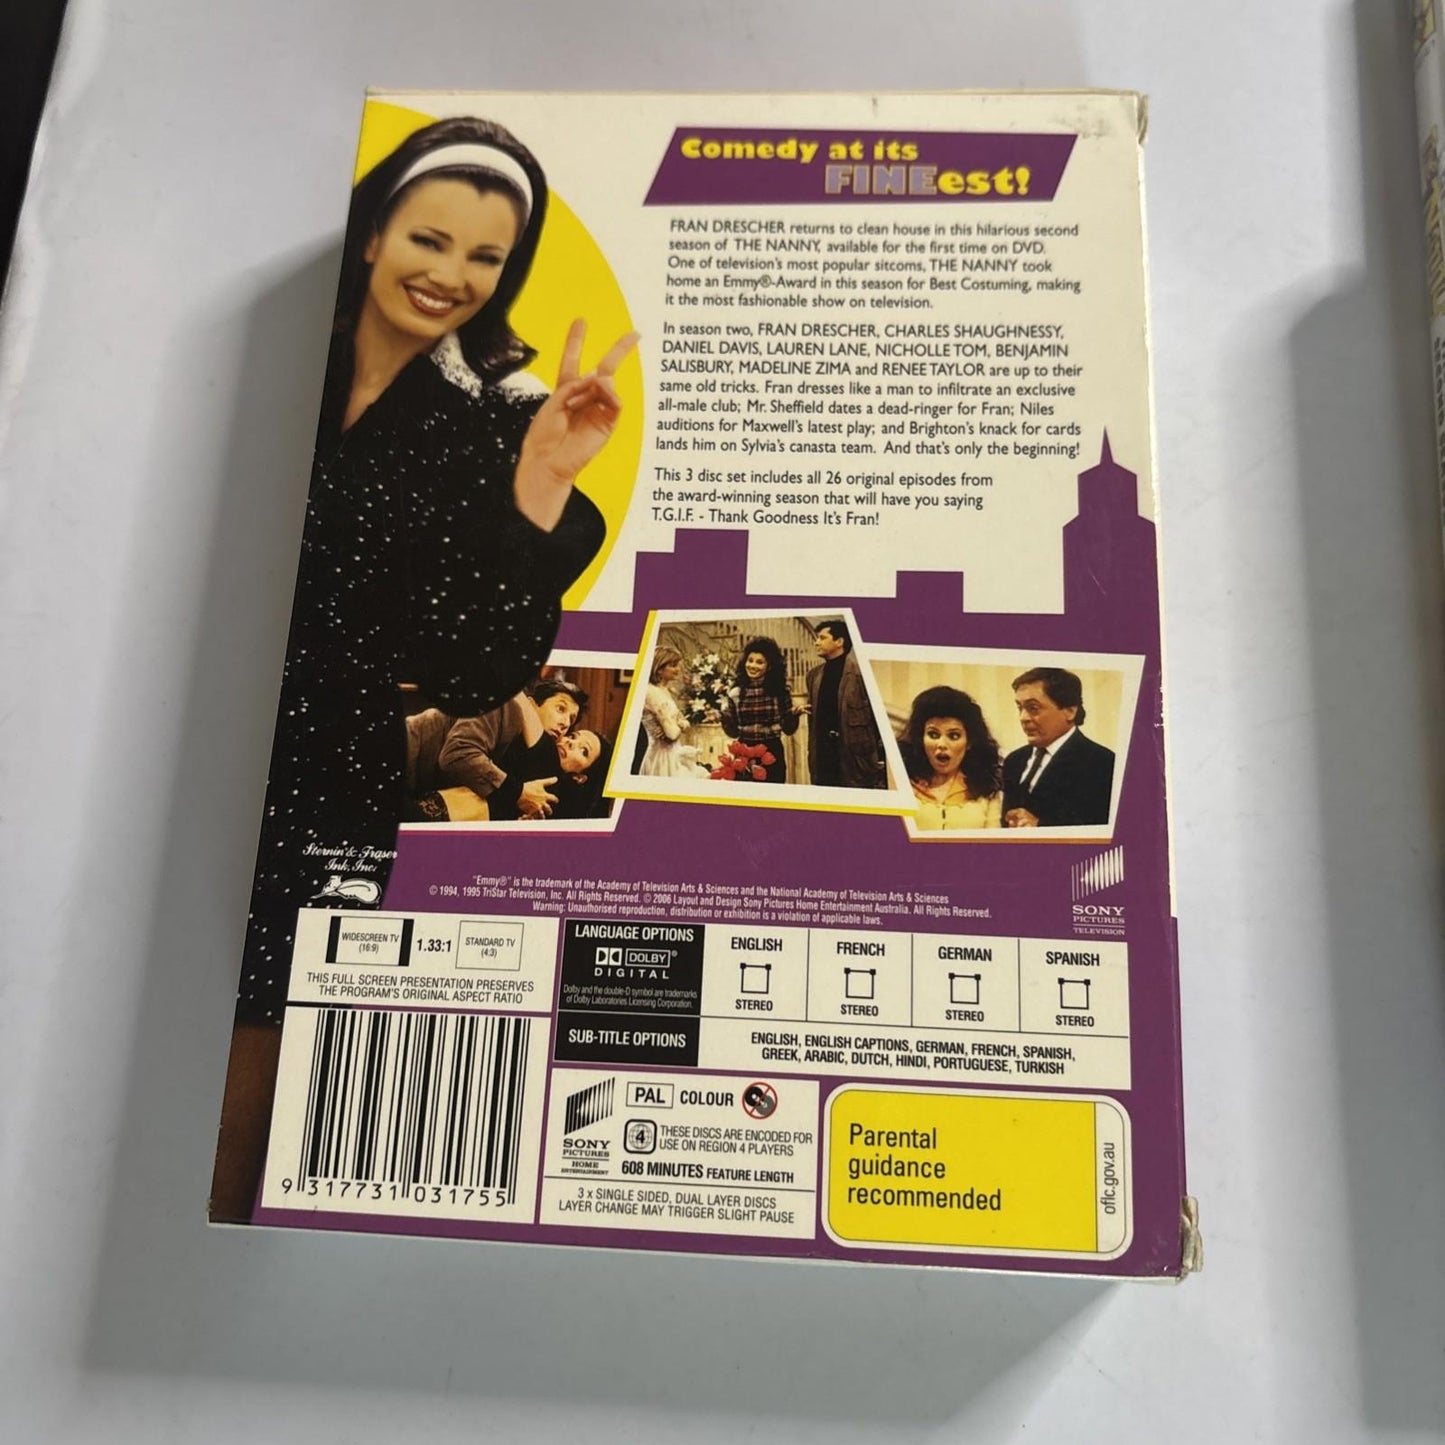 Comedy at its
FINEest!
FRAN DRESCHER returns to clean house in this hilarious second
season of THE NANNY, available for the first time on DVD.
One of television's most popular sitcoms, THE NANNY took
home an Emmy®-Award in this season for Best Costuming, making
it the most fashionable show on television.
In season two, FRAN DRESCHER, CHARLES SHAUGHNESSY,
DANIEL DAVIS, LAUREN LANE, NICHOLLE TOM, BENJAMIN
SALISBURY, MADELINE ZIMA and RENEE TAYLOR are up to their
same old tricks. Fran dresses like a man to infiltrate an exclusive
all-male club; Mr. Sheffield dates a dead-ringer for Fran; Niles
auditions for Maxwell's latest play; and Brighton's knack for cards
lands him on Sylvia's canasta team. And that's only the beginning!
This 3 disc set includes all 26 original episodes from
the award-winning season that will have you saying
T.G.I.F. - Thank Goodness It's Fran!
Sternin & Fraser
Ink, Inc.
"Emmy®" is the trademark of the Academy of Television Arts & Sciences and the National Academy of Television Arts & Sciences
© 1994, 1995 TriStar Television, Inc. All Rights Reserved. © 2006 Layout and Design Sony Pictures Home Entertainment Australia. All Rights Reserved.
Warning: Unauthorised reproduction, distribution or exhibition is a violation of applicable laws.
SONY
PICTURES
TELEVISION
WIDESCREEN TV
(16:9)
1.33:1
STANDARD TV
(4:3)
THIS FULL SCREEN PRESENTATION PRESERVES
THE PROGRAM'S ORIGINAL ASPECT RATIO
LANGUAGE OPTIONS
DOLBY®
DIGITAL
Dolby and the double-D symbol are trademarks
of Dolby Laboratories Licensing Corporation.
ENGLISH
STEREO
FRENCH
STEREO
GERMAN
STEREO
SPANISH
STEREO
SUB-TITLE OPTIONS
ENGLISH, ENGLISH CAPTIONS, GERMAN, FRENCH, SPANISH,
GREEK, ARABIC, DUTCH, HINDI, PORTUGUESE, TURKISH
9 317731 031755
SONY
PICTURES
HOME
ENTERTAINMENT
PAL COLOUR
4 THESE DISCS ARE ENCODED FOR
USE ON REGION 4 PLAYERS
608 MINUTES FEATURE LENGTH
3 x SINGLE SIDED, DUAL LAYER DISCS
LAYER CHANGE MAY TRIGGER SLIGHT PAUSE
Parental
guidance
recommended
oflc.gov.au